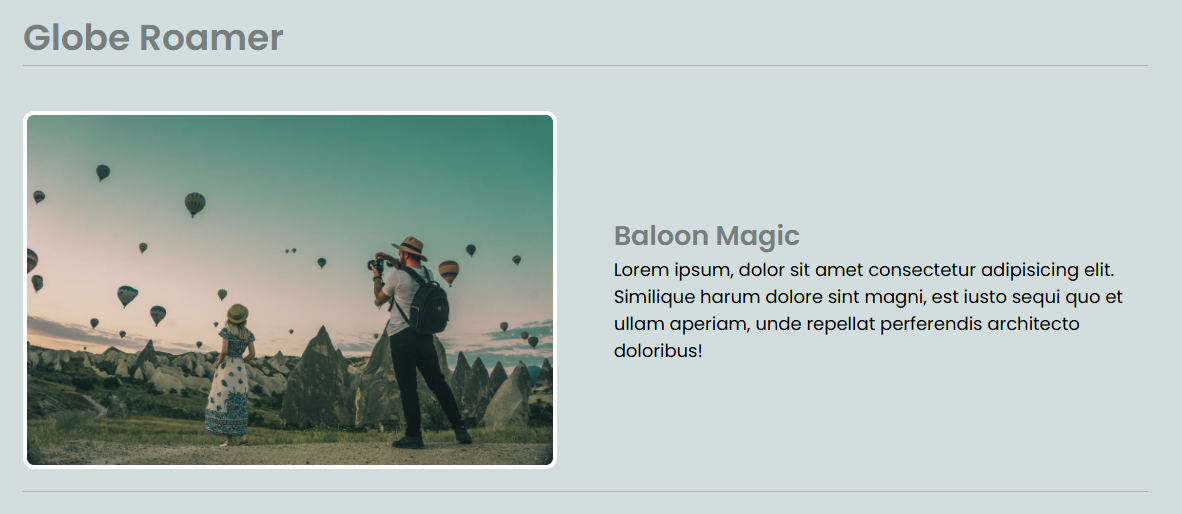 Globe Roamer
Baloon Magic
Lorem ipsum, dolor sit amet consectetur adipisicing elit.
Similique harum dolore sint magni, est iusto sequi quo et
ullam aperiam, unde repellat perferendis architecto
doloribus!